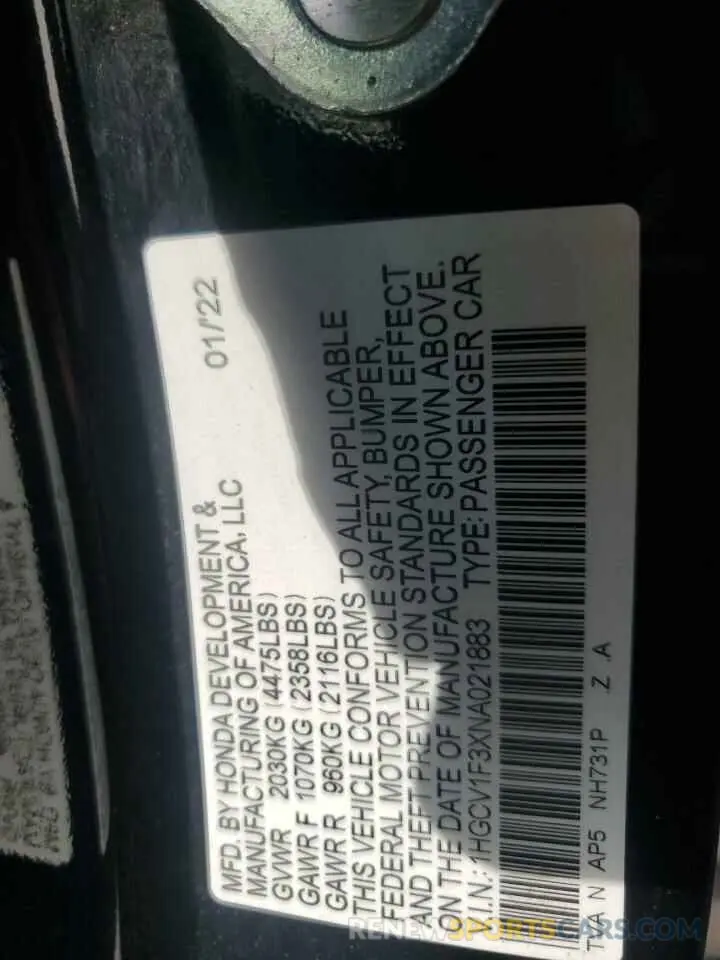 MFD. BY HONDA DEVELOPMENT & 01/'22
MANUFACTURING OF AMERICA, LLC
GVWR 2030KG (4475LBS)
GAWR F 1070KG (2358LBS)
GAWR R 960KG (2116LBS)
THIS VEHICLE CONFORMS TO ALL APPLICABLE
FEDERAL MOTOR VEHICLE SAFETY, BUMPER,
AND THEFT PREVENTION STANDARDS IN EFFECT
ON THE DATE OF MANUFACTURE SHOWN ABOVE.
V.I.N.: 1HGCV1F3XNA021883 TYPE: PASSENGER CAR
TVA N AP5 NH731P Z .A
RENEWSPORTSCARS.COM